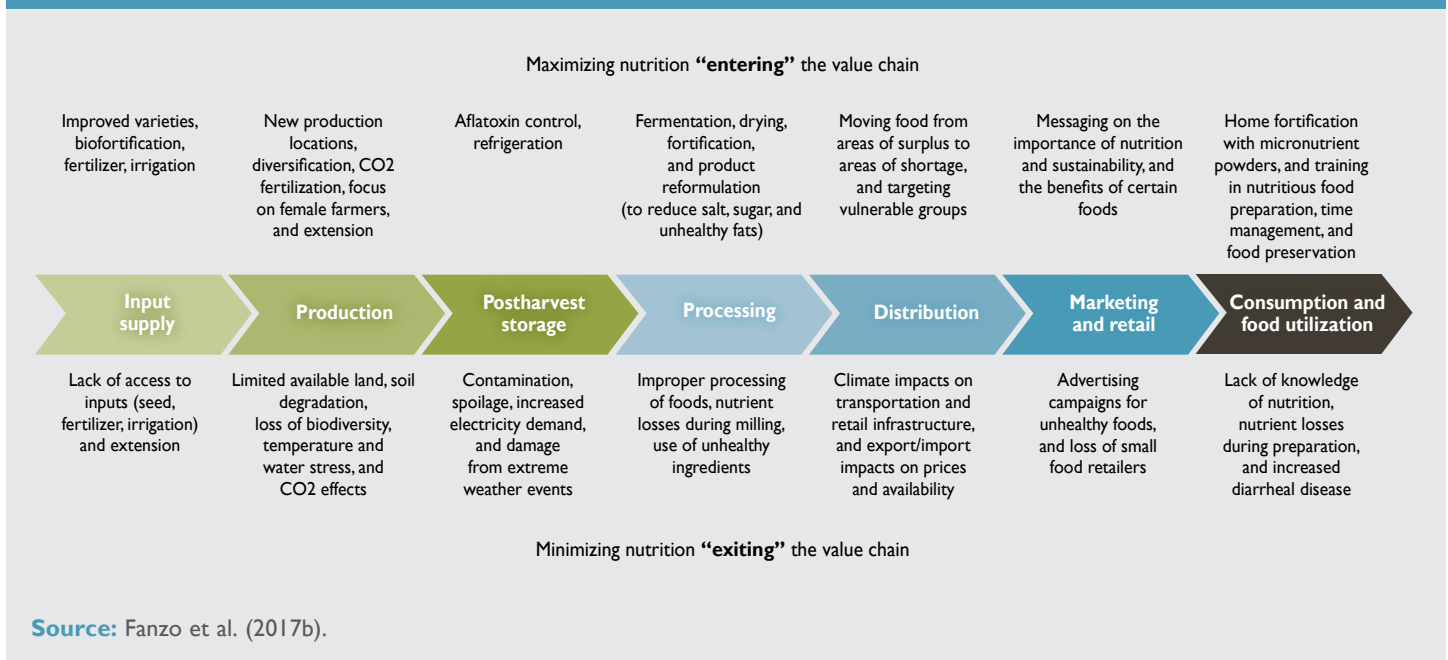 Maximizing nutrition “entering” the value chain
Improved varieties,
biofortification,
fertilizer, irrigation
New production
locations,
diversification, CO2
fertilization, focus
on female farmers,
and extension
Aflatoxin control,
refrigeration
Fermentation, drying,
fortification,
and product
reformulation
(to reduce salt, sugar, and
unhealthy fats)
Moving food from
areas of surplus to
areas of shortage,
and targeting
vulnerable groups
Messaging on the
importance of nutrition
and sustainability, and
the benefits of certain
foods
Home fortification
with micronutrient
powders, and training
in nutritious food
preparation, time
management, and
food preservation
Input
supply
Production
Postharvest
storage
Processing
Distribution
Marketing
and retail
Consumption and
food utilization
Lack of access to
inputs (seed,
fertilizer, irrigation)
and extension
Limited available land, soil
degradation,
loss of biodiversity,
temperature and
water stress, and
CO2 effects
Contamination,
spoilage, increased
electricity demand,
and damage
from extreme
weather events
Improper processing
of foods, nutrient
losses during milling,
use of unhealthy
ingredients
Climate impacts on
transportation and
retail infrastructure,
and export/import
impacts on prices
and availability
Advertising
campaigns for
unhealthy foods,
and loss of small
food retailers
Lack of knowledge
of nutrition,
nutrient losses
during preparation,
and increased
diarrheal disease
Minimizing nutrition “exiting” the value chain
Source: Fanzo et al. (2017b).